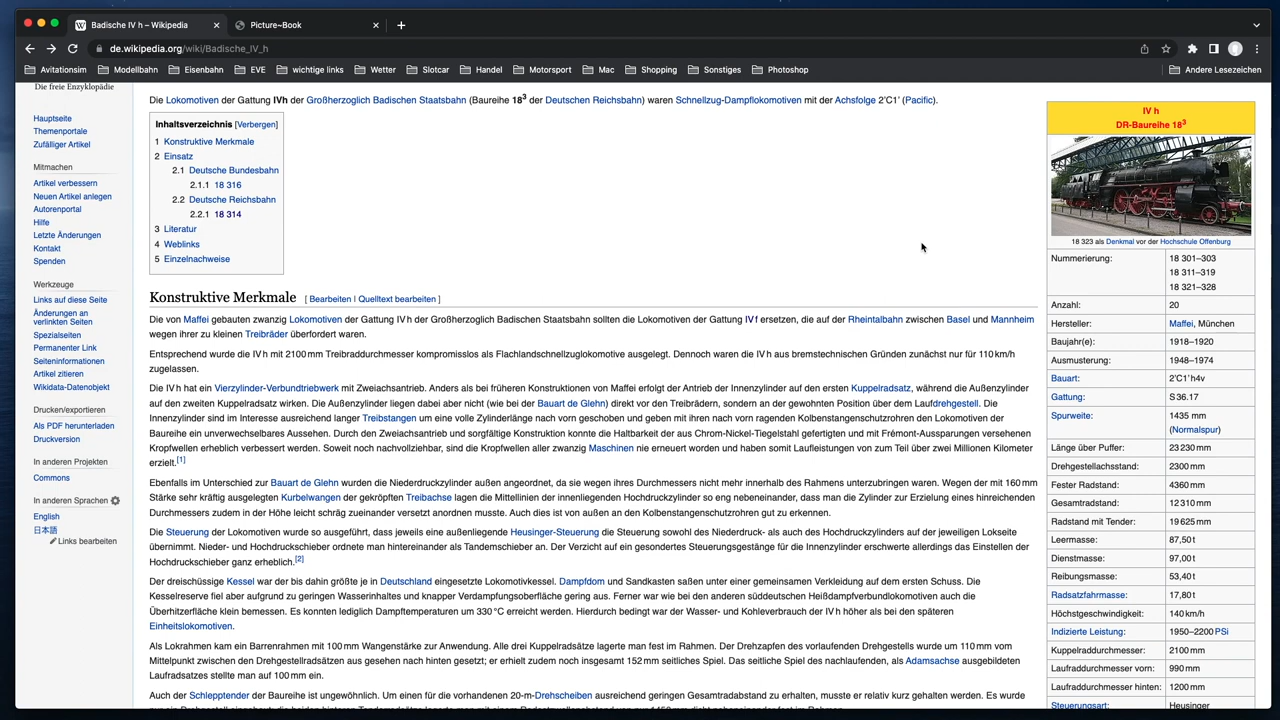 Badische IV h – Wikipedia
Picture~Book
de.wikipedia.org/wiki/Badische_IV_h
Avitationsim
Modellbahn
Eisenbahn
EVE
wichtige links
Wetter
Slotcar
Handel
Motorsport
Mac
Shopping
Sonstiges
Photoshop
Andere Lesezeichen
Die freie Enzyklopädie
Hauptseite
Themenportale
Zufälliger Artikel
Mitmachen
Artikel verbessern
Neuen Artikel anlegen
Autorenportal
Hilfe
Letzte Änderungen
Kontakt
Spenden
Werkzeuge
Links auf diese Seite
Änderungen an
verlinkten Seiten
Spezialseiten
Permanenter Link
Seiteninformationen
Artikel zitieren
Wikidata-Datenobjekt
Drucken/exportieren
Als PDF herunterladen
Druckversion
In anderen Projekten
Commons
In anderen Sprachen
English
日本語
Links bearbeiten
Die Lokomotiven der Gattung IVh der Großherzoglich Badischen Staatsbahn (Baureihe 18³ der Deutschen Reichsbahn) waren Schnellzug-Dampflokomotiven mit der Achsfolge 2'C1' (Pacific).
Inhaltsverzeichnis [Verbergen]
1 Konstruktive Merkmale
2 Einsatz
2.1 Deutsche Bundesbahn
2.1.1 18 316
2.2 Deutsche Reichsbahn
2.2.1 18 314
3 Literatur
4 Weblinks
5 Einzelnachweise
Konstruktive Merkmale [ Bearbeiten | Quelltext bearbeiten ]
Die von Maffei gebauten zwanzig Lokomotiven der Gattung IVh der Großherzoglich Badischen Staatsbahn sollten die Lokomotiven der Gattung IV f ersetzen, die auf der Rheintalbahn zwischen Basel und Mannheim
wegen ihrer zu kleinen Treibräder überfordert waren.
Entsprechend wurde die IV h mit 2100 mm Treibraddurchmesser kompromisslos als Flachlandschnellzuglokomotive ausgelegt. Dennoch waren die IV h aus bremstechnischen Gründen zunächst nur für 110 km/h
zugelassen.
Die IV h hat ein Vierzylinder-Verbundtriebwerk mit Zweiachsantrieb. Anders als bei früheren Konstruktionen von Maffei erfolgt der Antrieb der Innenzylinder auf den ersten Kuppelradsatz, während die Außenzylinder
auf den zweiten Kuppelradsatz wirken. Die Außenzylinder liegen dabei aber nicht (wie bei der Bauart de Glehn) direkt vor den Treibrädern, sondern an der gewohnten Position über dem Laufdrehgestell. Die
Innenzylinder sind im Interesse ausreichend langer Treibstangen um eine volle Zylinderlänge nach vorn geschoben und geben mit ihren nach vorn ragenden Kolbenstangenschutzrohren den Lokomotiven der
Baureihe ein unverwechselbares Aussehen. Durch den Zweiachsantrieb und sorgfältige Konstruktion konnte die Haltbarkeit der aus Chrom-Nickel-Tiegelstahl gefertigten und mit Frémont-Aussparungen versehenen
Kropfwellen erheblich verbessert werden. Soweit noch nachvollziehbar, sind die Kropfwellen aller zwanzig Maschinen nie erneuert worden und haben somit Laufleistungen von zum Teil über zwei Millionen Kilometer
erzielt.[1]
Ebenfalls im Unterschied zur Bauart de Glehn wurden die Niederdruckzylinder außen angeordnet, da sie wegen ihres Durchmessers nicht mehr innerhalb des Rahmens unterzubringen waren. Wegen der mit 160 mm
Stärke sehr kräftig ausgelegten Kurbelwangen der gekröpften Treibachse lagen die Mittellinien der innenliegenden Hochdruckzylinder so eng nebeneinander, dass man die Zylinder zur Erzielung eines hinreichenden
Durchmessers zudem in der Höhe leicht schräg zueinander versetzt anordnen musste. Auch dies ist von außen an den Kolbenstangenschutzrohren gut zu erkennen.
Die Steuerung der Lokomotiven wurde so ausgeführt, dass jeweils eine außenliegende Heusinger-Steuerung die Steuerung sowohl des Niederdruck- als auch des Hochdruckzylinders auf der jeweiligen Lokseite
übernimmt. Nieder- und Hochdruckschieber ordnete man hintereinander als Tandemschieber an. Der Verzicht auf ein gesondertes Steuerungsgestänge für die Innenzylinder erschwerte allerdings das Einstellen der
Hochdruckschieber ganz erheblich.[2]
Der dreischüssige Kessel war der bis dahin größte je in Deutschland eingesetzte Lokomotivkessel. Dampfdom und Sandkasten saßen unter einer gemeinsamen Verkleidung auf dem ersten Schuss. Die
Kesselreserve fiel aber aufgrund zu geringen Wasserinhaltes und knapper Verdampfungsoberfläche gering aus. Ferner war wie bei den anderen süddeutschen Heißdampfverbundlokomotiven auch die
Überhitzerfläche klein bemessen. Es konnten lediglich Dampftemperaturen um 330 °C erreicht werden. Hierdurch bedingt war der Wasser- und Kohleverbrauch der IV h höher als bei den späteren
Einheitslokomotiven.
Als Lokrahmen kam ein Barrenrahmen mit 100 mm Wangenstärke zur Anwendung. Alle drei Kuppelradsätze lagerte man fest im Rahmen. Der Drehzapfen des vorlaufenden Drehgestells wurde um 110 mm vom
Mittelpunkt zwischen den Drehgestellradsätzen aus gesehen nach hinten gesetzt; er erhielt zudem noch insgesamt 152 mm seitliches Spiel. Das seitliche Spiel des nachlaufenden, als Adamsachse ausgebildeten
Laufradsatzes stellte man auf 100 mm ein.
Auch der Schlepptender der Baureihe ist ungewöhnlich. Um einen für die vorhandenen 20-m-Drehscheiben ausreichend geringen Gesamtradabstand zu erhalten, musste er relativ kurz gehalten werden. Es wurde
IV h
DR-Baureihe 18³
18 323 als Denkmal vor der Hochschule Offenburg
Nummerierung: 18 301–303
18 311–319
18 321–328
Anzahl: 20
Hersteller: Maffei, München
Baujahr(e): 1918–1920
Ausmusterung: 1948–1974
Bauart: 2'C1' h4v
Gattung: S 36.17
Spurweite: 1435 mm
(Normalspur)
Länge über Puffer: 23 230 mm
Drehgestellachsstand: 2300 mm
Fester Radstand: 4360 mm
Gesamtradstand: 12 310 mm
Radstand mit Tender: 19 625 mm
Leermasse: 87,50 t
Dienstmasse: 97,00 t
Reibungsmasse: 53,40 t
Radsatzfahrmasse: 17,80 t
Höchstgeschwindigkeit: 140 km/h
Indizierte Leistung: 1950–2200 PSi
Kuppelraddurchmesser: 2100 mm
Laufraddurchmesser vorn: 990 mm
Laufraddurchmesser hinten: 1200 mm
Steuerungsart: Heusinger